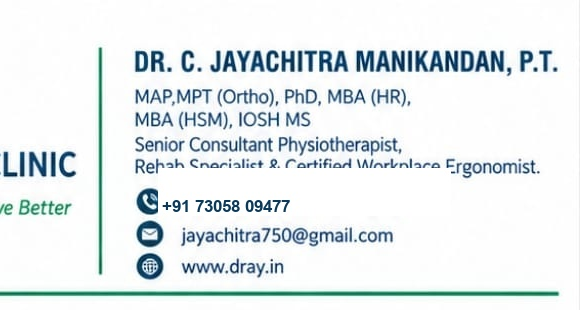 DR. C. JAYACHITRA MANIKANDAN, P.T.
MAP,MPT (Ortho), PhD, MBA (HR),
MBA (HSM), IOSH MS
Senior Consultant Physiotherapist,
CLINIC
Rehab Specialist & Certified Workplace Ergonomist.
ve Better
+91 73058 09477
jayachitra750@gmail.com
www.dray.in